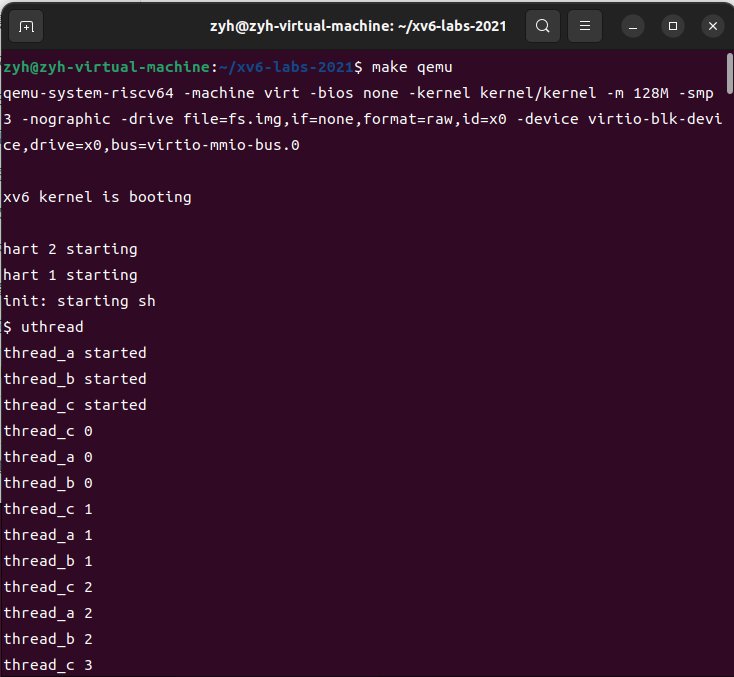 zyh@zyh-virtual-machine: ~/xv6-labs-2021
zyh@zyh-virtual-machine:~/xv6-labs-2021$ make qemu
qemu-system-riscv64 -machine virt -bios none -kernel kernel/kernel -m 128M -smp
3 -nographic -drive file=fs.img,if=none,format=raw,id=x0 -device virtio-blk-devi
ce,drive=x0,bus=virtio-mmio-bus.0
xv6 kernel is booting
hart 2 starting
hart 1 starting
init: starting sh
$ uthread
thread_a started
thread_b started
thread_c started
thread_c 0
thread_a 0
thread_b 0
thread_c 1
thread_a 1
thread_b 1
thread_c 2
thread_a 2
thread_b 2
thread_c 3